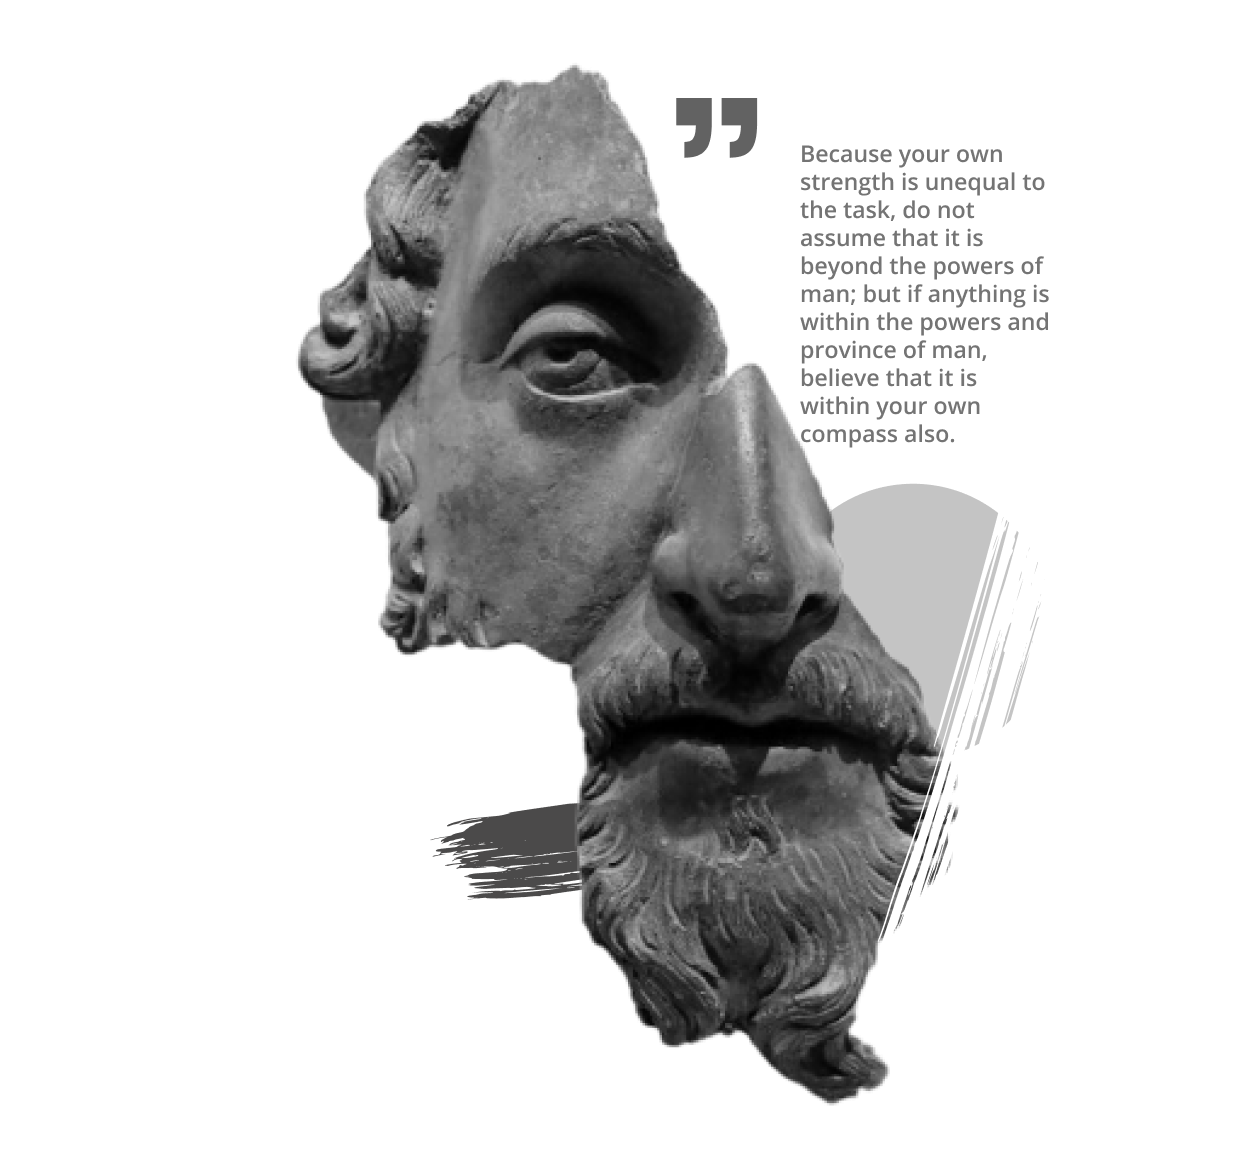 ”
Because your own
strength is unequal to
the task, do not
assume that it is
beyond the powers of
man; but if anything is
within the powers and
province of man,
believe that it is
within your own
compass also.